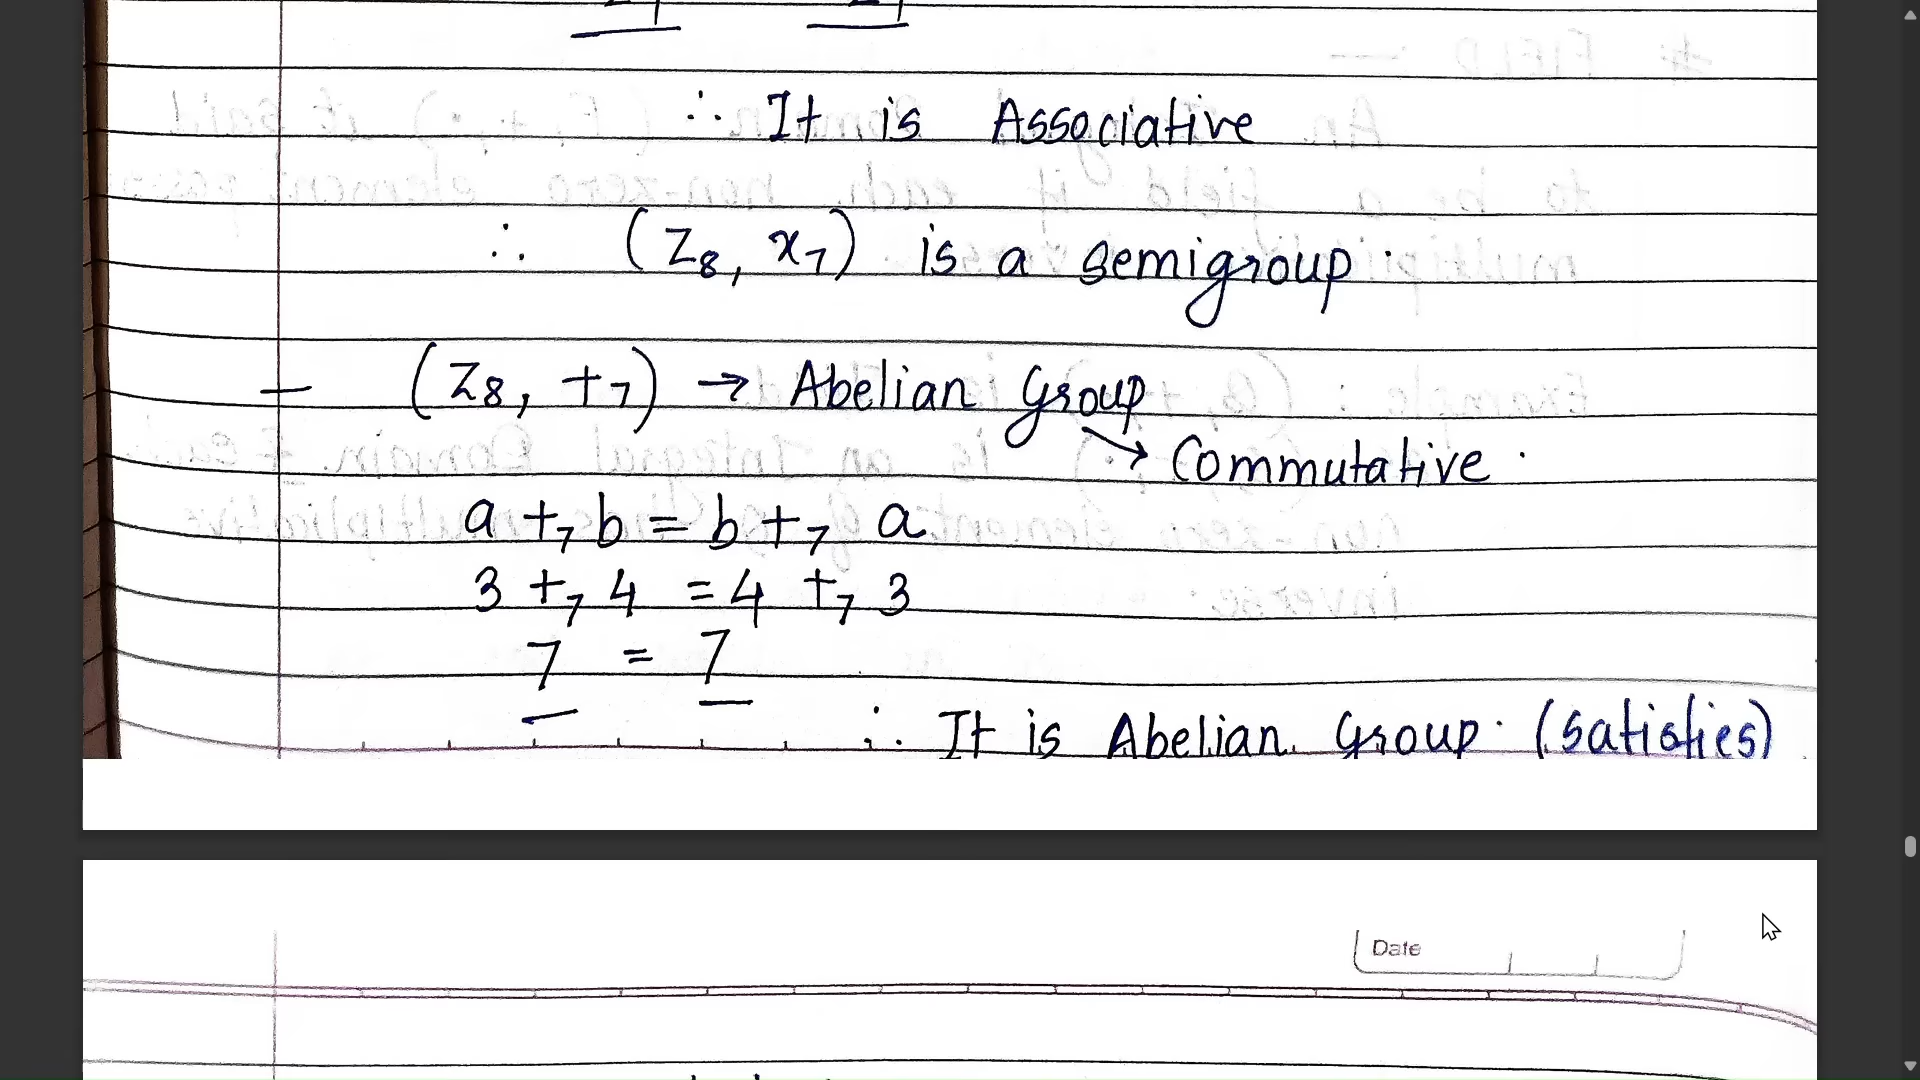 ∴ It is Associative
∴ (Z₈, x₇) is a semigroup.
— (Z₈, +₇) → Abelian Group
→ Commutative.
a +₇ b = b +₇ a
3 +₇ 4 = 4 +₇ 3
7 = 7
∴ It is Abelian Group. (satisfies)
Date